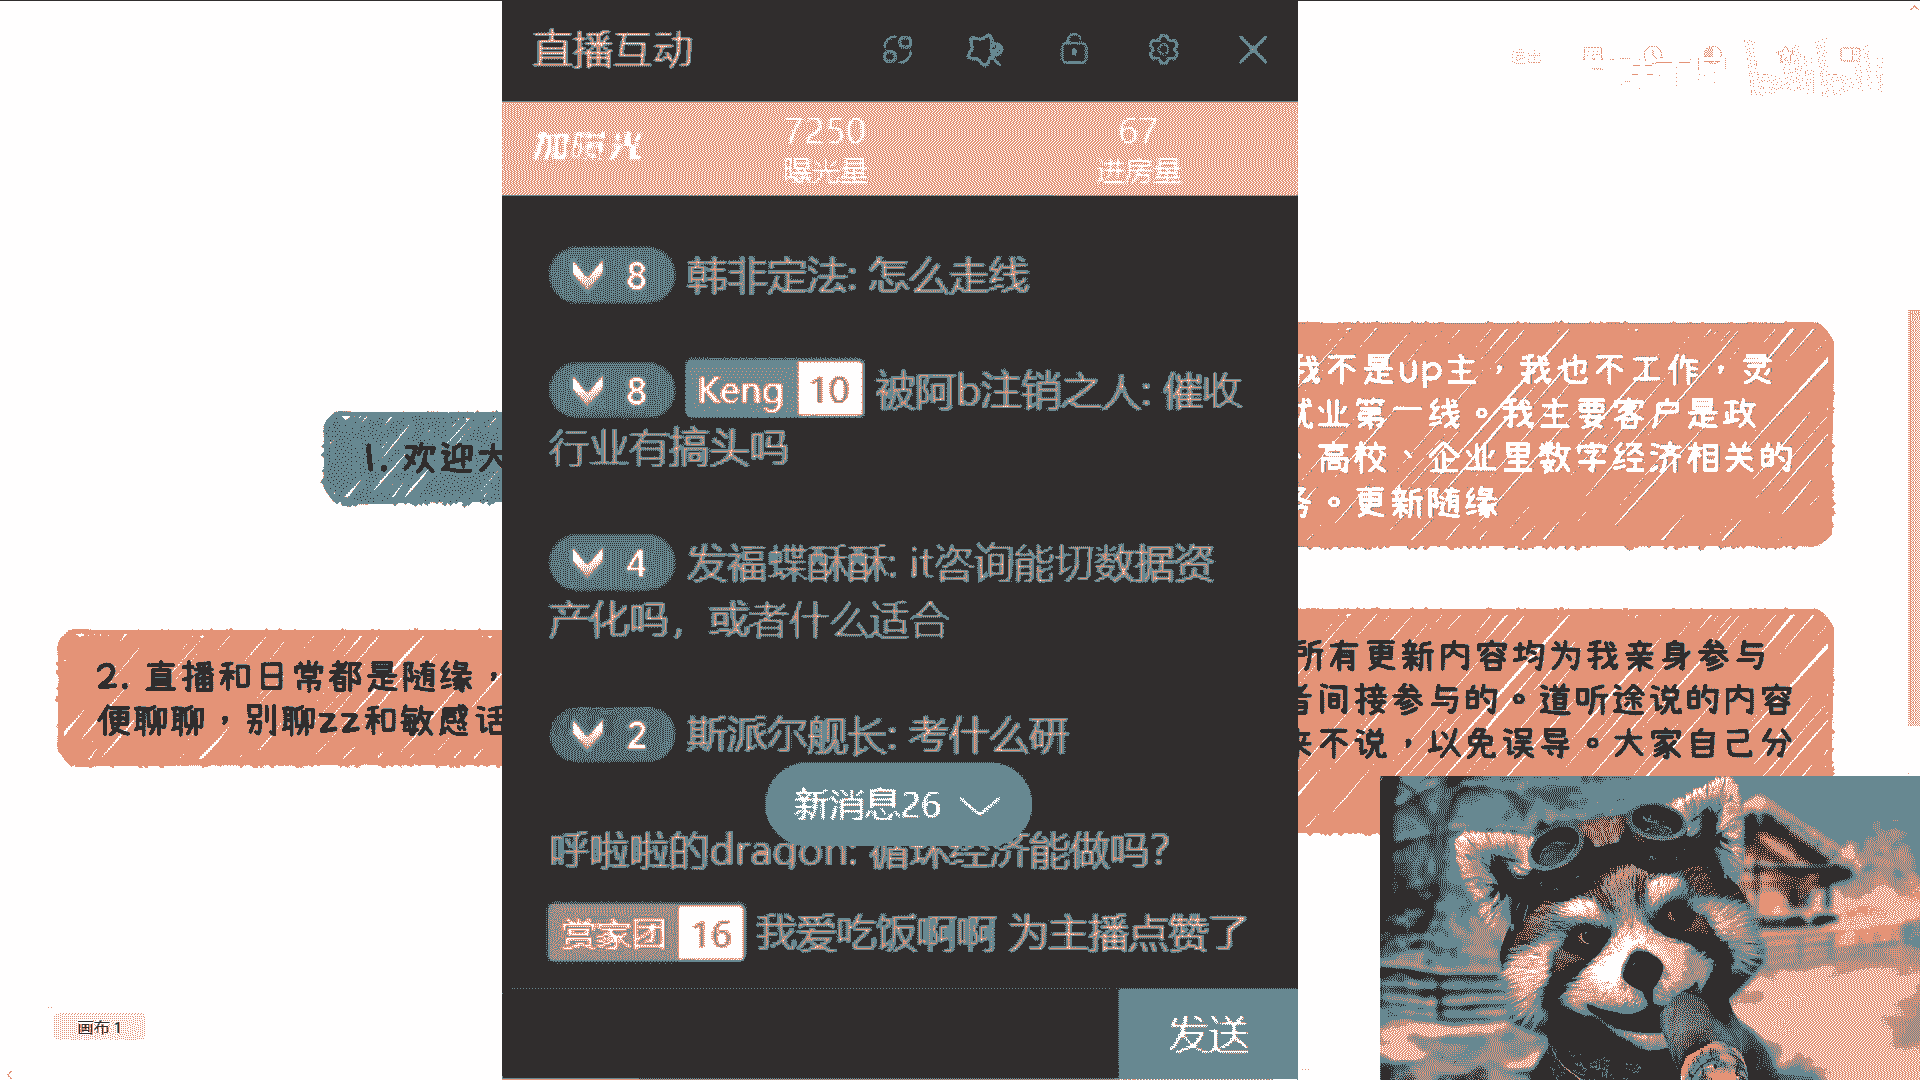 直播互动
加曝光
7250
曝光量
67
进房量
8 韩非定法: 怎么走线
8 Keng 10 被阿b注销之人: 催收
行业有搞头吗
4 发福蝶酥酥: it咨询能切数据资
产化吗，或者什么适合
2 斯派尔舰长: 考什么研
新消息26
呼啦啦的dragon: 循环经济能做吗?
赏家团 16 我爱吃饭啊啊 为主播点赞了
发送
1. 欢迎大
2. 直播和日常都是随缘，
便聊聊，别聊zz和敏感话
我不是up主，我也不工作，灵
就业第一线。我主要客户是政
、高校、企业里数字经济相关的
务。更新随缘
所有更新内容均为我亲身参与
者间接参与的。道听途说的内容
来不说，以免误导。大家自己分
画布 1